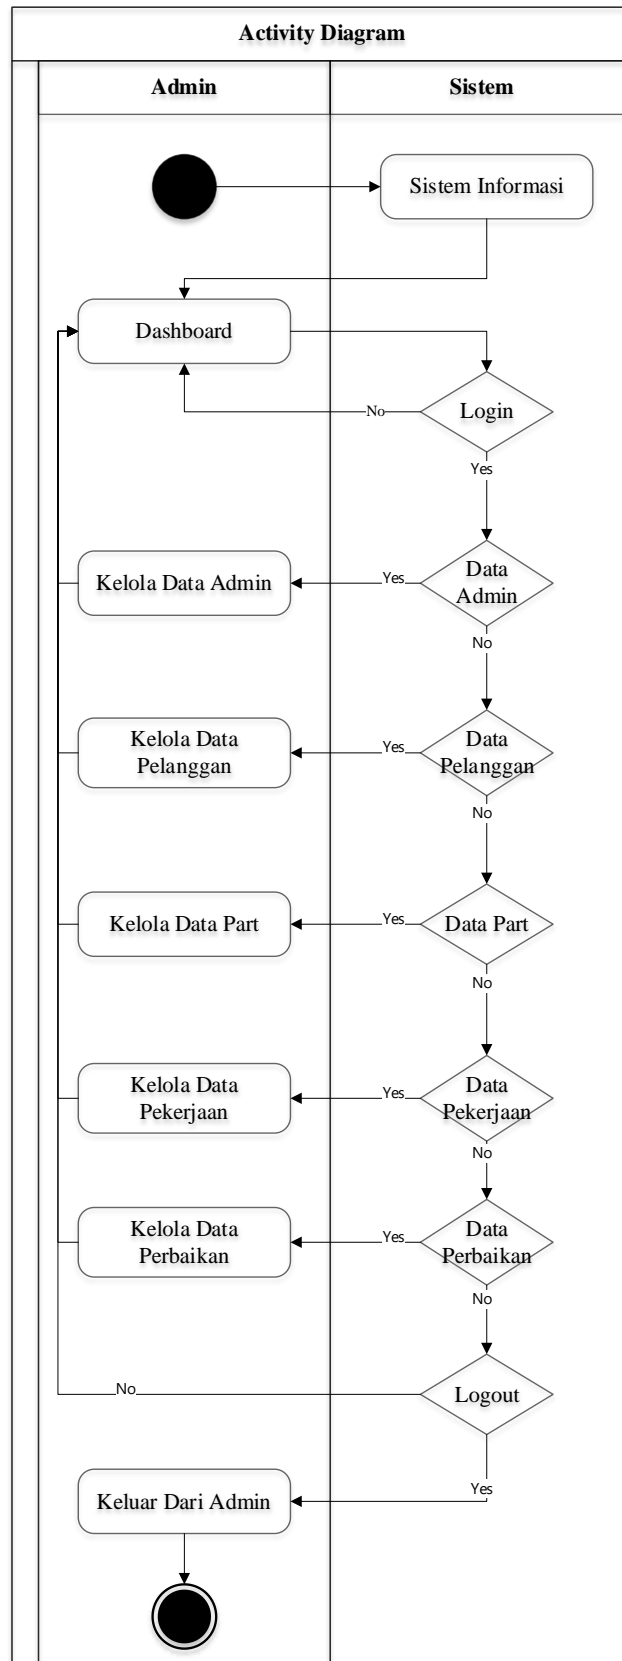 Activity Diagram
Admin
Sistem
Sistem Informasi
Dashboard
Login
No
Yes
Kelola Data Admin
Yes
Data
Admin
No
Kelola Data
Pelanggan
Yes
Data
Pelanggan
No
Kelola Data Part
Yes
Data Part
No
Kelola Data
Pekerjaan
Yes
Data
Pekerjaan
No
Kelola Data
Perbaikan
Yes
Data
Perbaikan
No
No
Logout
Yes
Keluar Dari Admin